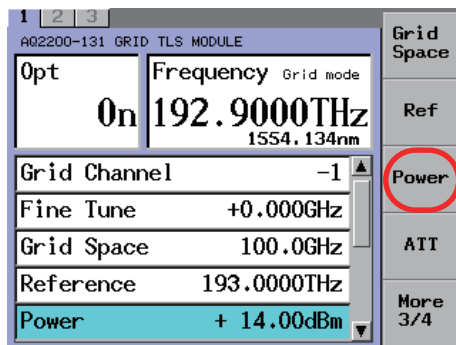 1 2 3
AQ2200-131 GRID TLS MODULE
Opt
On
Frequency Grid mode
192.9000THz
1554.134nm
Grid Channel -1
Fine Tune +0.000GHz
Grid Space 100.0GHz
Reference 193.0000THz
Power + 14.00dBm
Grid
Space
Ref
Power
ATT
More
3/4